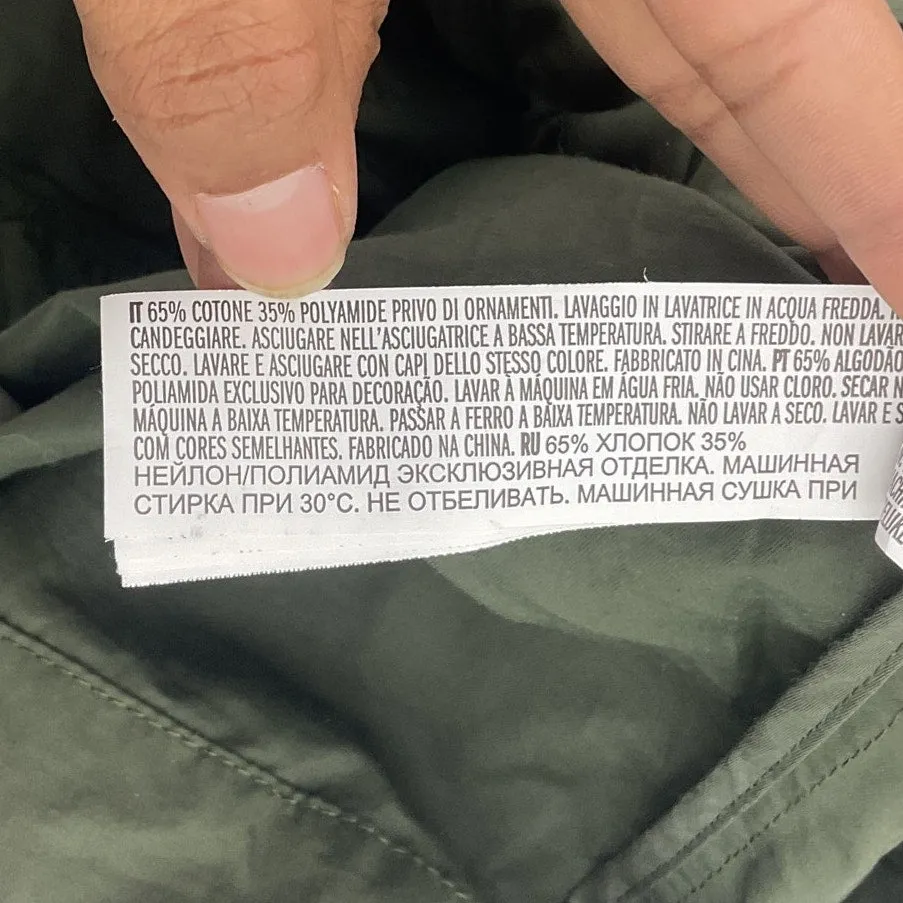 IT 65% COTONE 35% POLYAMIDE PRIVO DI ORNAMENTI. LAVAGGIO IN LAVATRICE IN ACQUA FREDDA.
CANDEGGIARE. ASCIUGARE NELL'ASCIUGATRICE A BASSA TEMPERATURA. STIRARE A FREDDO. NON LAVAR
SECCO. LAVARE E ASCIUGARE CON CAPI DELLO STESSO COLORE. FABBRICATO IN CINA. PT 65% ALGODÃO
POLIAMIDA EXCLUSIVO PARA DECORAÇÃO. LAVAR À MÁQUINA EM ÁGUA FRIA. NÃO USAR CLORO. SECAR N
MÁQUINA A BAIXA TEMPERATURA. PASSAR A FERRO A BAIXA TEMPERATURA. NÃO LAVAR A SECO. LAVAR E S
COM CORES SEMELHANTES. FABRICADO NA CHINA. RU 65% ХЛОПОК 35%
НЕЙЛОН/ПОЛИАМИД ЭКСКЛЮЗИВНАЯ ОТДЕЛКА. МАШИННАЯ
СТИРКА ПРИ 30°C. НЕ ОТБЕЛИВАТЬ. МАШИННАЯ СУШКА ПРИ